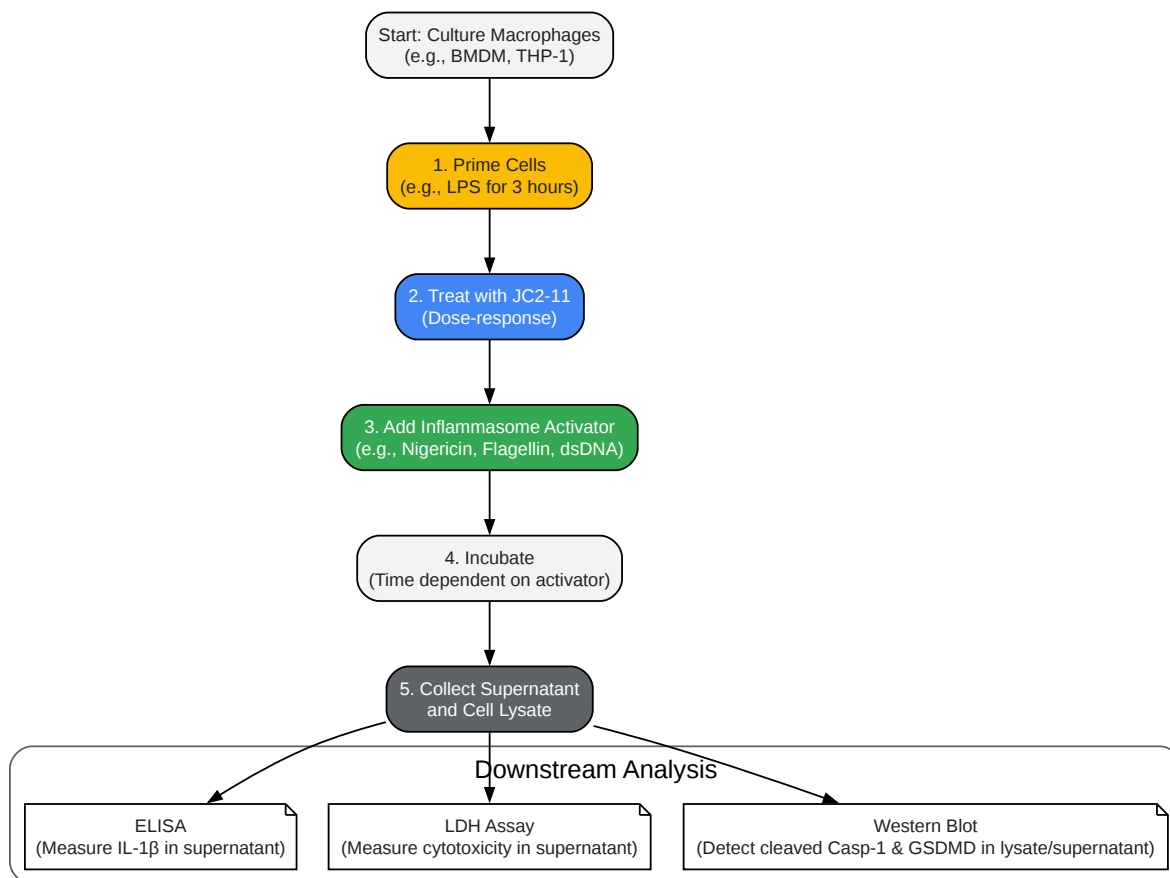 Start: Culture Macrophages
(e.g., BMDM, THP-1)
1. Prime Cells
(e.g., LPS for 3 hours)
2. Treat with JC2-11
(Dose-response)
3. Add Inflammasome Activator
(e.g., Nigericin, Flagellin, dsDNA)
4. Incubate
(Time dependent on activator)
5. Collect Supernatant
and Cell Lysate
Downstream Analysis
ELISA
(Measure IL-1β in supernatant)
LDH Assay
(Measure cytotoxicity in supernatant)
Western Blot
(Detect cleaved Casp-1 & GSDMD in lysate/supernatant)